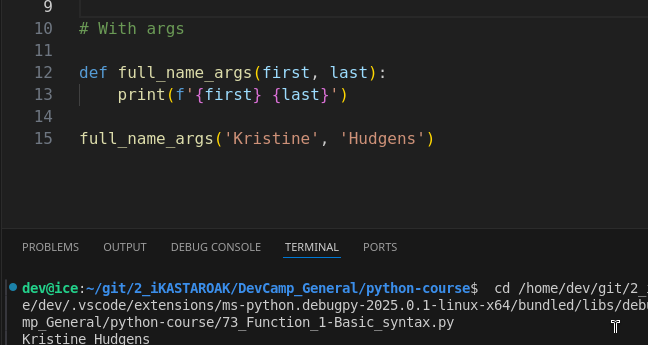 9
10 # With args
11
12 def full_name_args(first, last):
13 print(f'{first} {last}')
14
15 full_name_args('Kristine', 'Hudgens')
PROBLEMS OUTPUT DEBUG CONSOLE TERMINAL PORTS
dev@ice:~/git/2_iKASTAROAK/DevCamp_General/python-course$ cd /home/dev/git/2_
e/dev/.vscode/extensions/ms-python.debugpy-2025.0.1-linux-x64/bundled/libs/deb
mp_General/python-course/73_Function_1-Basic_syntax.py
Kristine Hudgens